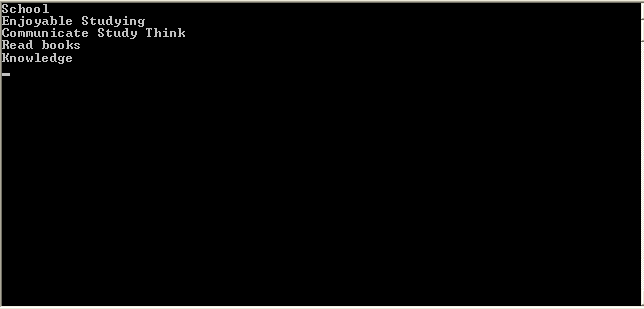 School
Enjoyable Studying
Communicate Study Think
Read books
Knowledge